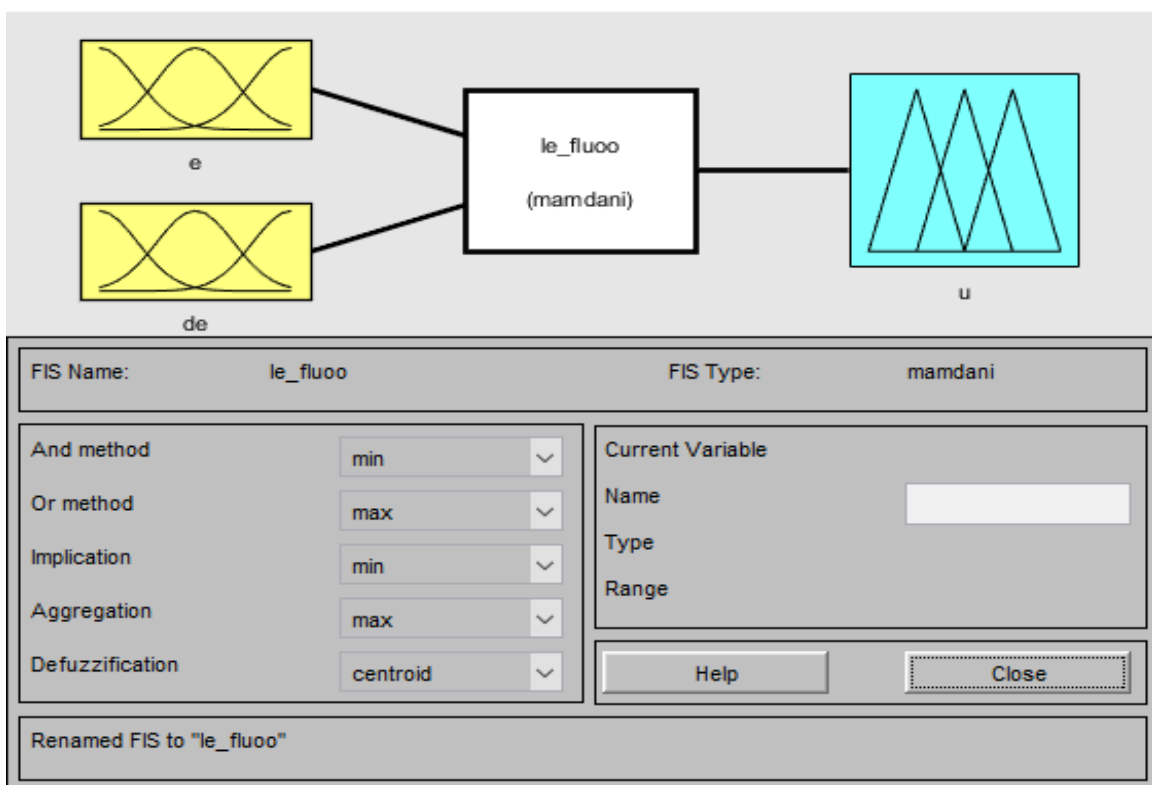 e
le_fluoo
(mamdani)
de
u
FIS Name: le_fluoo FIS Type: mamdani
And method min
Or method max
Implication min
Aggregation max
Defuzzification centroid
Current Variable
Name
Type
Range
Help Close
Renamed FIS to "le_fluoo"